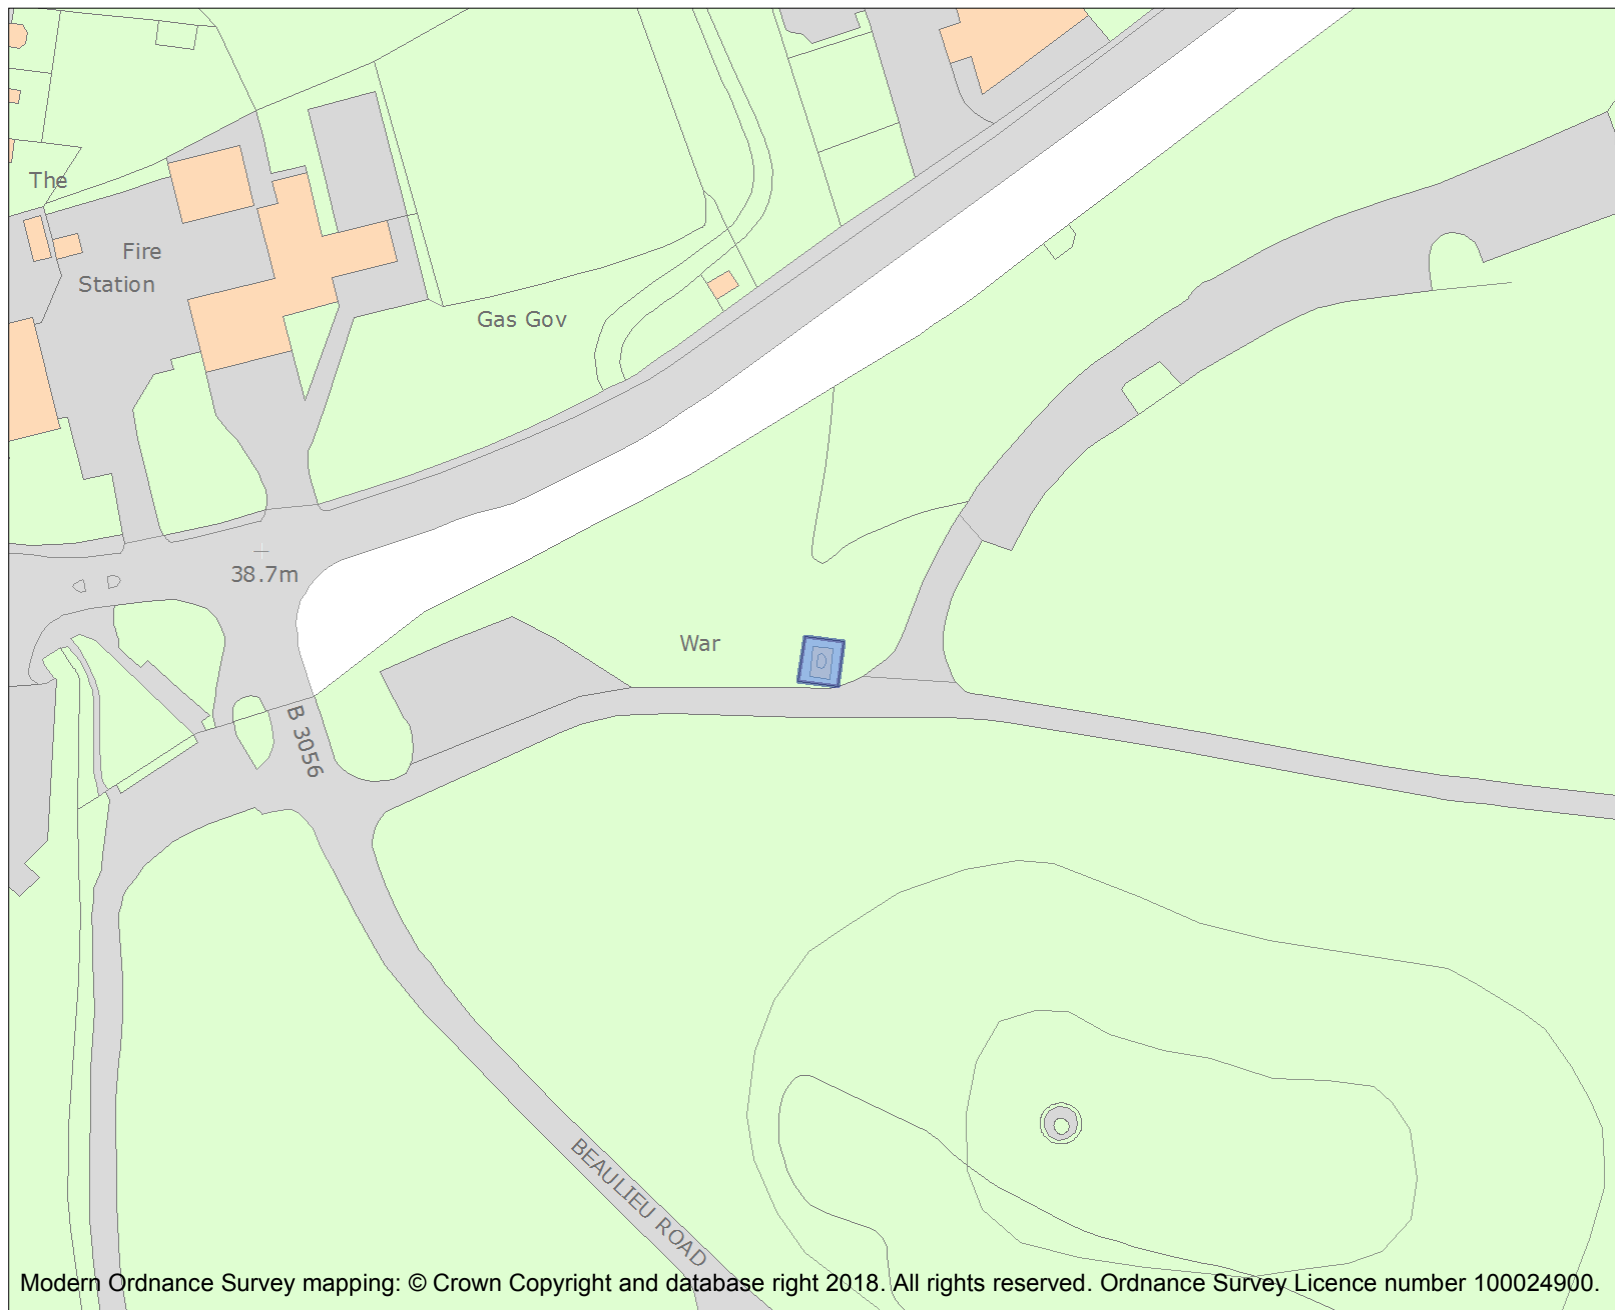 The
Fire
Station
Gas Gov
38.7m
War
B 3056
BEAULIEU ROAD
Modern Ordnance Survey mapping: © Crown Copyright and database right 2018. All rights reserved. Ordnance Survey Licence number 100024900.